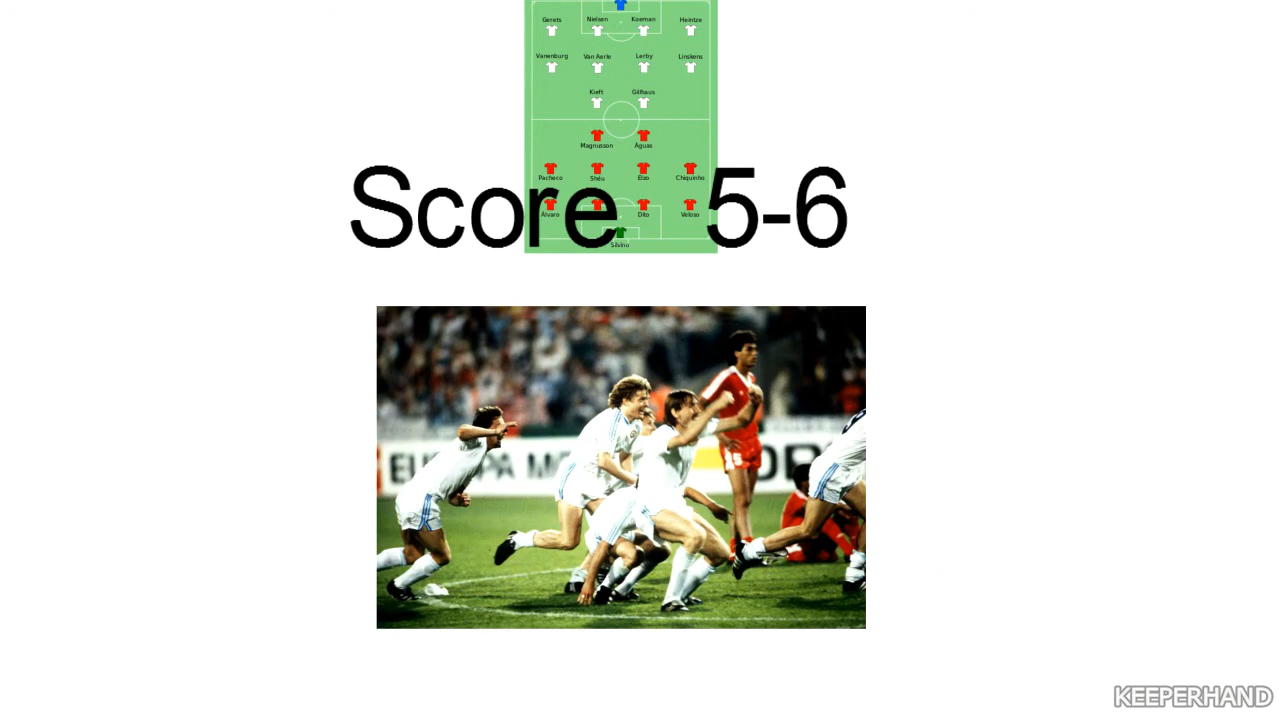 Gerets Nielsen Koeman Heintze
Vanenburg Van Aerle Lerby Linskens
Kieft Gillhaus
Magnusson Águas
Pacheco Shéu Elzo Chiquinho
Álvaro Dito Veloso
Silvino
Score 5-6
EUROPA
KEEPERHAND